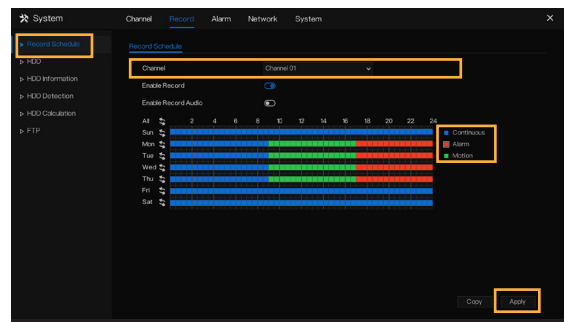 System
Channel Record Alarm Network System
Record Schedule
HDD
HDD Information
HDD Detection
HDD Calculation
FTP
Record Schedule
Channel Channel 01
Enable Record
Enable Record Audio
All 2 4 6 8 10 12 14 16 18 20 22 24
Sun
Mon
Tue
Wed
Thu
Fri
Sat
Continuous
Alarm
Motion
Copy Apply